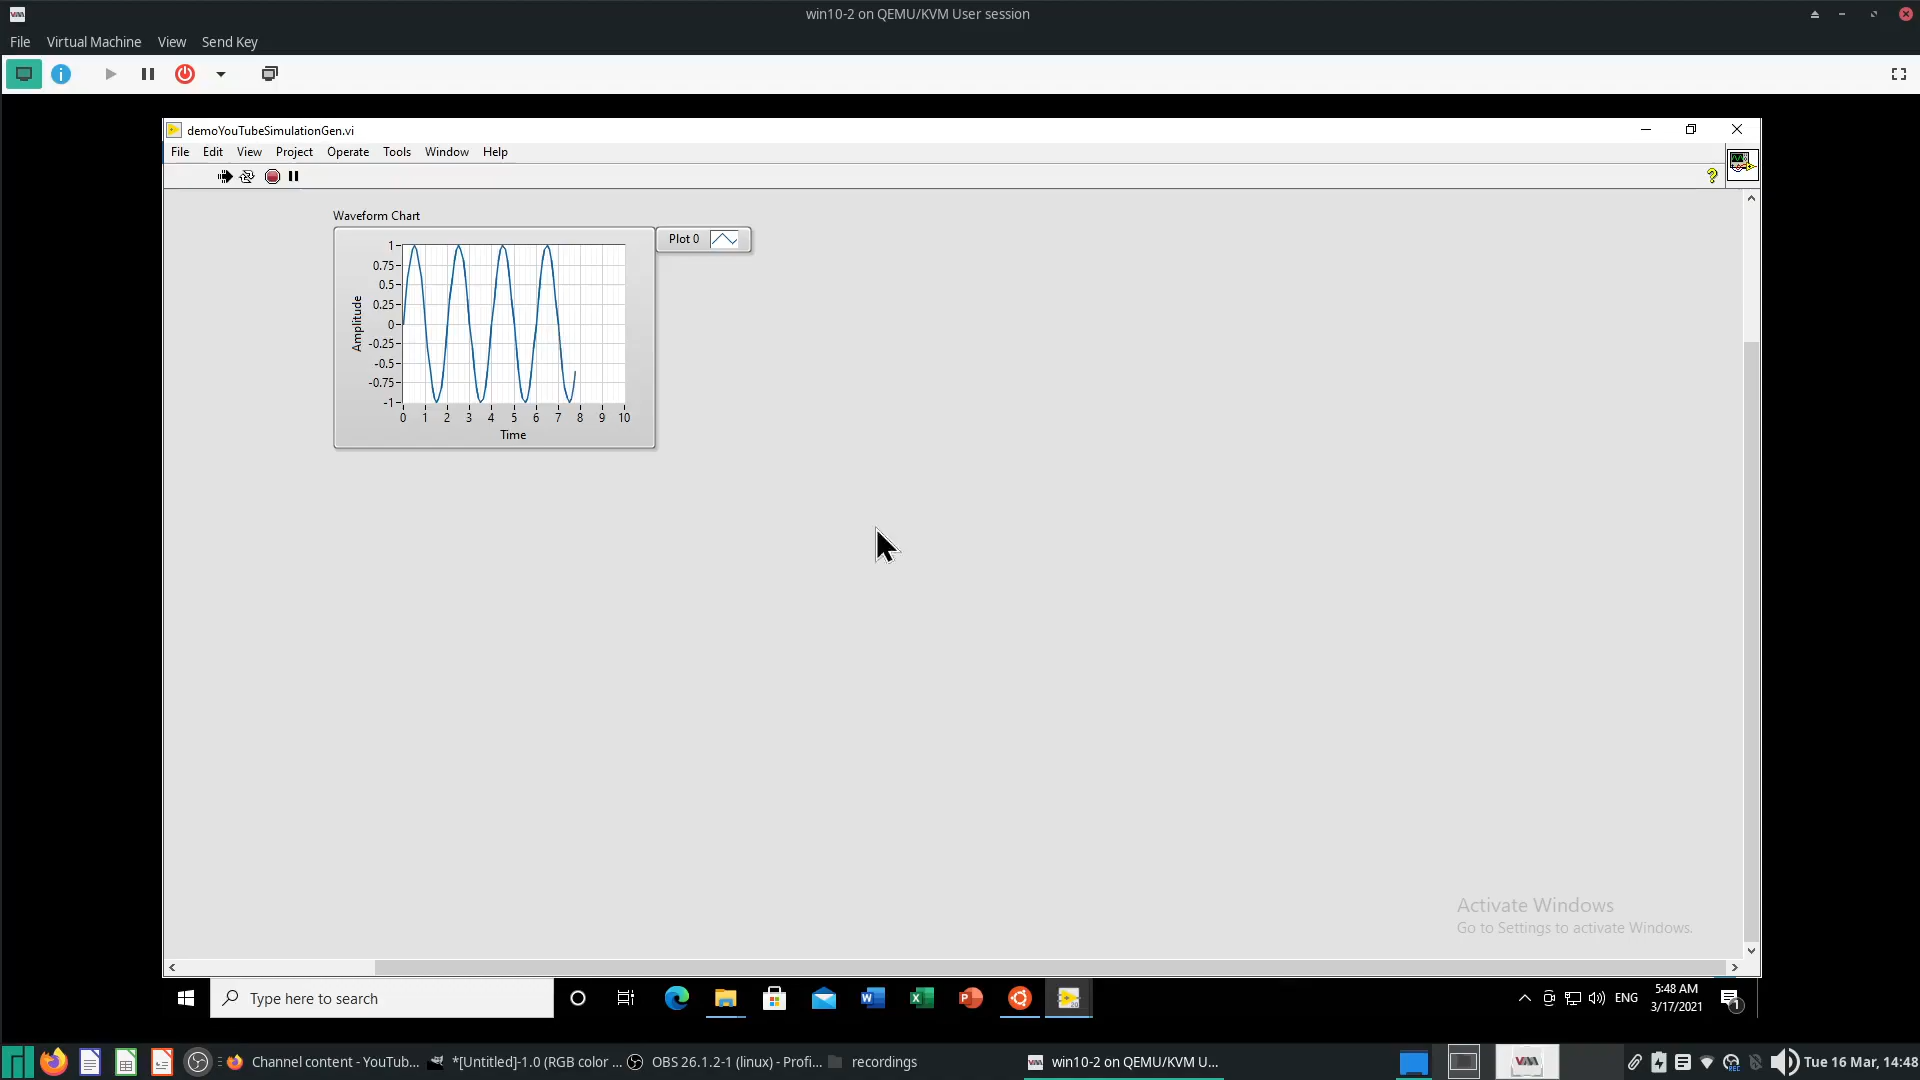 win10-2 on QEMU/KVM User session
File Virtual Machine View Send Key
demoYouTubeSimulationGen.vi
File Edit View Project Operate Tools Window Help
Waveform Chart
Plot 0
1
0.75
0.5
0.25
0
-0.25
-0.5
-0.75
-1
Amplitude
0 1 2 3 4 5 6 7 8 9 10
Time
Activate Windows
Go to Settings to activate Windows.
Type here to search
ENG
5:48 AM
3/17/2021
1
Channel content - YouTub...
*[Untitled]-1.0 (RGB color ...
OBS 26.1.2-1 (linux) - Profi...
recordings
win10-2 on QEMU/KVM U...
Tue 16 Mar, 14:48